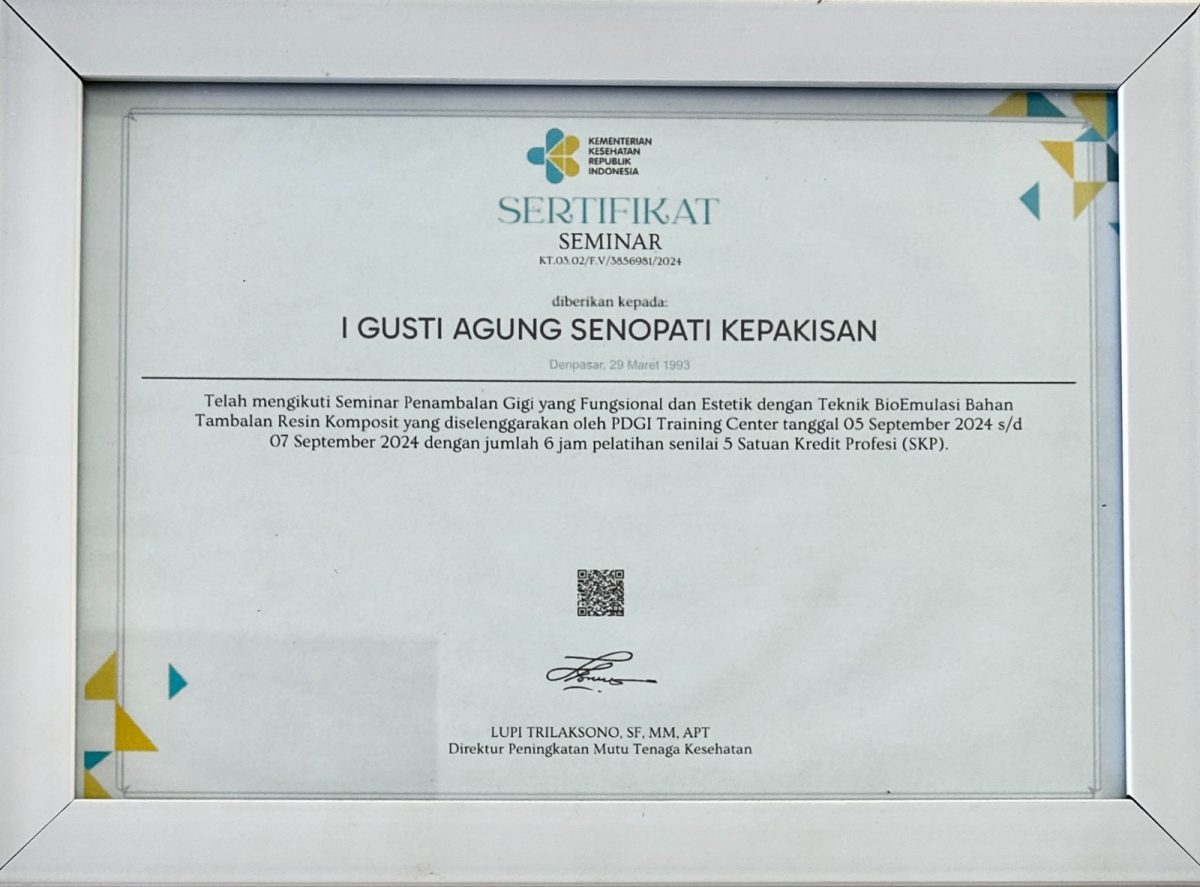 KEMENTERIAN
KESEHATAN
REPUBLIK
INDONESIA
SERTIFIKAT
SEMINAR
KT.03.02/F.V/3856981/2024
diberikan kepada:
I GUSTI AGUNG SENOPATI KEPAKISAN
Denpasar, 29 Maret 1993
Telah mengikuti Seminar Penambalan Gigi yang Fungsional dan Estetik dengan Teknik BioEmulasi Bahan
Tambalan Resin Komposit yang diselenggarakan oleh PDGI Training Center tanggal 05 September 2024 s/d
07 September 2024 dengan jumlah 6 jam pelatihan senilai 5 Satuan Kredit Profesi (SKP).
LUPI TRILAKSONO, SF, MM, APT
Direktur Peningkatan Mutu Tenaga Kesehatan